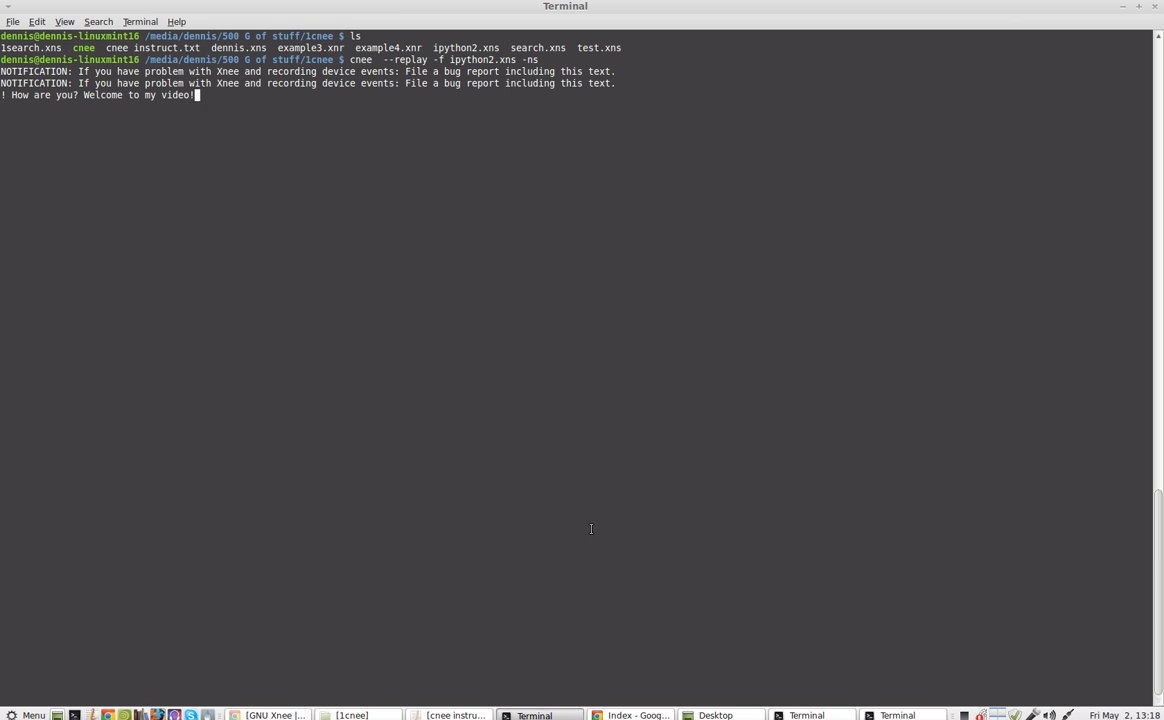 Terminal
File Edit View Search Terminal Help
dennis@dennis-linuxmint16 /media/dennis/500 G of stuff/1cnee $ ls
1search.xns cnee cnee instruct.txt dennis.xns example3.xnr example4.xnr ipython2.xns search.xns test.xns
dennis@dennis-linuxmint16 /media/dennis/500 G of stuff/1cnee $ cnee --replay -f ipython2.xns -ns
NOTIFICATION: If you have problem with Xnee and recording device events: File a bug report including this text.
NOTIFICATION: If you have problem with Xnee and recording device events: File a bug report including this text.
! How are you? Welcome to my video!
Menu [GNU Xnee |... [1cnee] [cnee instru... Terminal Index - Goog... Desktop Terminal Terminal Fri May 2, 13:18